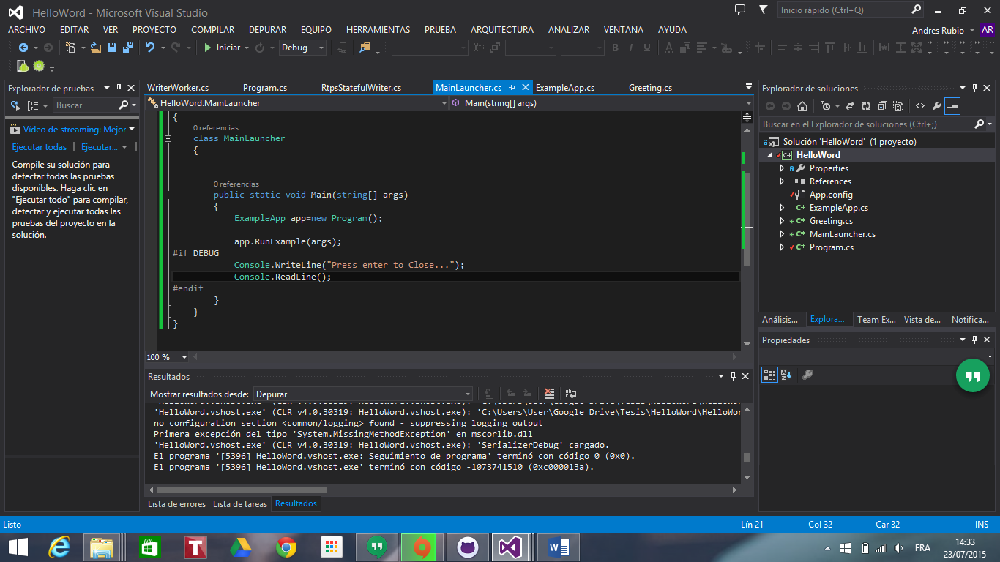 HelloWord - Microsoft Visual Studio
Inicio rápido (Ctrl+Q)
ARCHIVO EDITAR VER PROYECTO COMPILAR DEPURAR EQUIPO HERRAMIENTAS PRUEBA ARQUITECTURA ANALIZAR VENTANA AYUDA
Andres Rubio AR
Iniciar Debug
Explorador de pruebas
Buscar
Vídeo de streaming: Mejor
Ejecutar todas | Ejecutar... |
Compile su solución para
detectar todas las pruebas
disponibles. Haga clic en
"Ejecutar todo" para compilar,
detectar y ejecutar todas las
pruebas del proyecto en la
solución.
WriterWorker.cs Program.cs RtpsStatefulWriter.cs MainLauncher.cs ExampleApp.cs Greeting.cs
HelloWord.MainLauncher Main(string[] args)
{
0 referencias
class MainLauncher
{
0 referencias
public static void Main(string[] args)
{
ExampleApp app=new Program();
app.RunExample(args);
#if DEBUG
Console.WriteLine("Press enter to Close...");
Console.ReadLine();
#endif
}
}
}
100 %
Resultados
Mostrar resultados desde: Depurar
'HelloWord.vshost.exe' (CLR v4.0.30319: HelloWord.vshost.exe): 'C:\Users\User\Google Drive\Tesis\HelloWord\HelloWor
no configuration section <common/logging> found - suppressing logging output
Primera excepción del tipo 'System.MissingMethodException' en mscorlib.dll
'HelloWord.vshost.exe' (CLR v4.0.30319: HelloWord.vshost.exe): 'SerializerDebug' cargado.
El programa '[5396] HelloWord.vshost.exe: Seguimiento de programa' terminó con código 0 (0x0).
El programa '[5396] HelloWord.vshost.exe' terminó con código -1073741510 (0xc000013a).
Lista de errores Lista de tareas Resultados
Explorador de soluciones
Buscar en el Explorador de soluciones (Ctrl+;)
Solución 'HelloWord' (1 proyecto)
C# HelloWord
Properties
References
App.config
C# ExampleApp.cs
C# Greeting.cs
C# MainLauncher.cs
C# Program.cs
Análisis... Explora... Team Ex... Vista de... Notifica...
Propiedades
Listo Lín 21 Col 32 Car 32 INS
FRA
14:33
23/07/2015